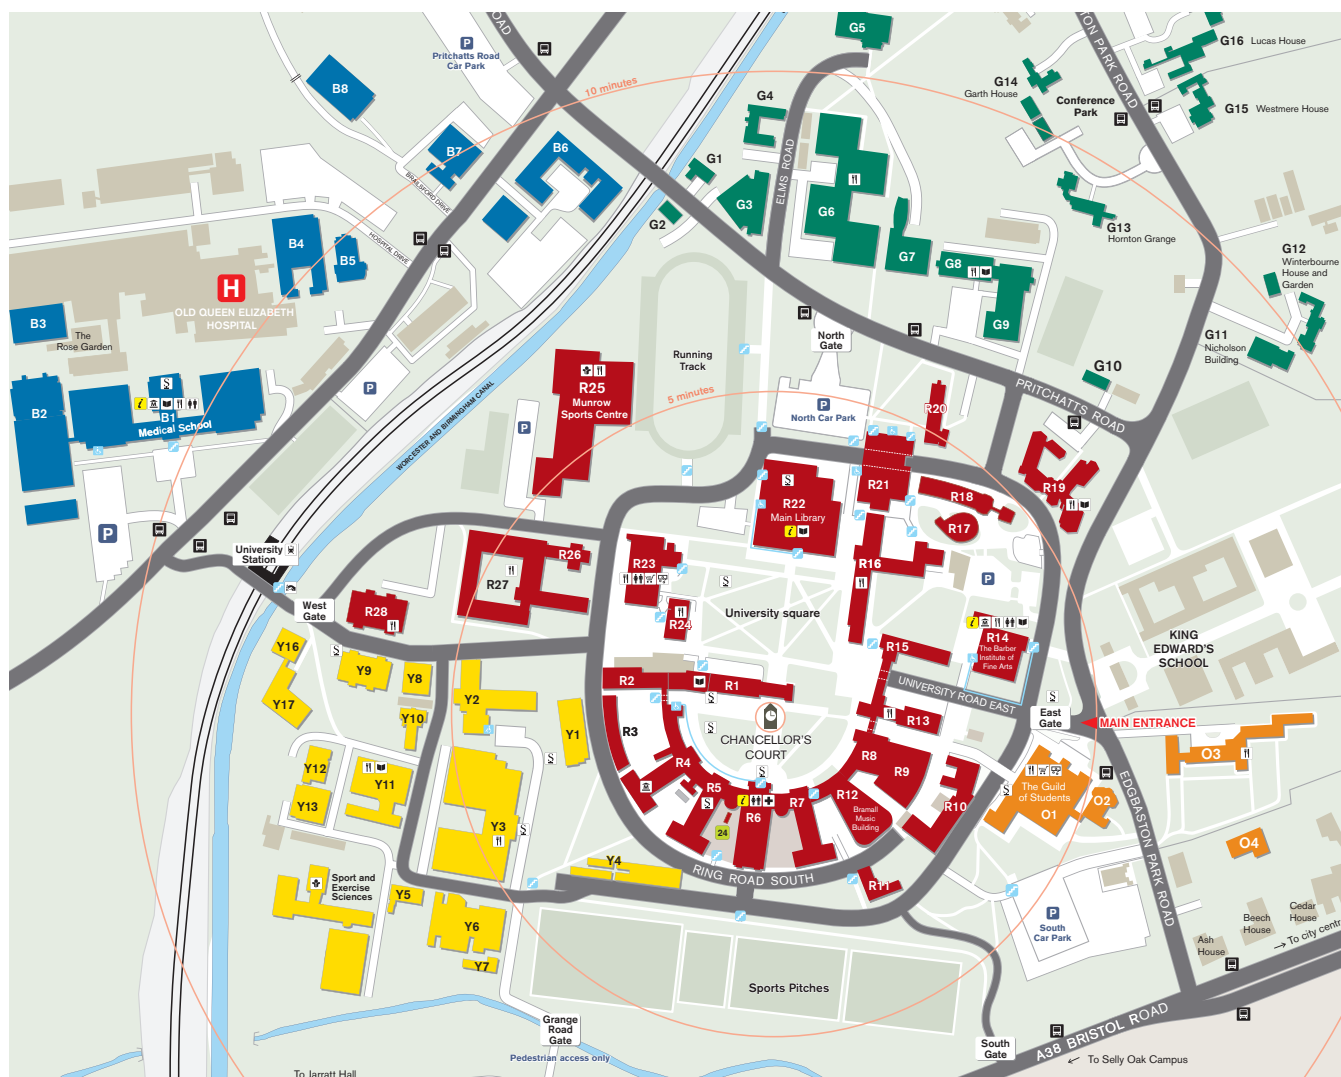 G5
G16 Lucas House
ROAD
TON PARK ROAD
P
Pritchatts Road
Car Park
10 minutes
G14
Garth House
Conference
Park
G15 Westmere House
B8
G4
B7
B6
G1
ELMS ROAD
BRAILSFORD DRIVE
G3
G6
G2
G13
Hornton Grange
HOSPITAL DRIVE
B4
B5
G7
G8
G12
Winterbourne
House and
Garden
H
OLD QUEEN ELIZABETH
HOSPITAL
B3
The
Rose Garden
G9
North
Gate
G11
Nicholson
Building
Running
Track
R25
Munrow
Sports Centre
G10
PRITCHATTS ROAD
5 minutes
P
P
North Car Park
R20
B2
i
B1
Medical School
WORCESTER AND BIRMINGHAM CANAL
P
R21
R22
Main Library
i
R18
R19
R17
P
University
Station
R26
R27
R23
R16
P
West
Gate
R28
R24
University square
i
R14
The Barber
Institute of
Fine Arts
KING
EDWARD'S
SCHOOL
Y16
Y9
Y8
R15
R2
R1
UNIVERSITY ROAD EAST
Y17
Y2
Y10
Y1
R3
CHANCELLOR'S
COURT
R13
East
Gate
MAIN ENTRANCE
O3
Y12
Y11
R4
R8
R9
EDGBASTON PARK ROAD
Y13
R5
i
R7
R12
Bramall
Music
Building
R10
The Guild
of Students
O1
O2
Y3
24
R6
O4
Y4
RING ROAD SOUTH
R11
Sport and
Exercise
Sciences
Y5
Y6
P
South
Car Park
Cedar
House
Beech
House
Ash
House
→ To city centr
Y7
Sports Pitches
Grange
Road
Gate
A38 BRISTOL ROAD
South
Gate
Pedestrian access only
← To Selly Oak Campus
To Jarratt Hall